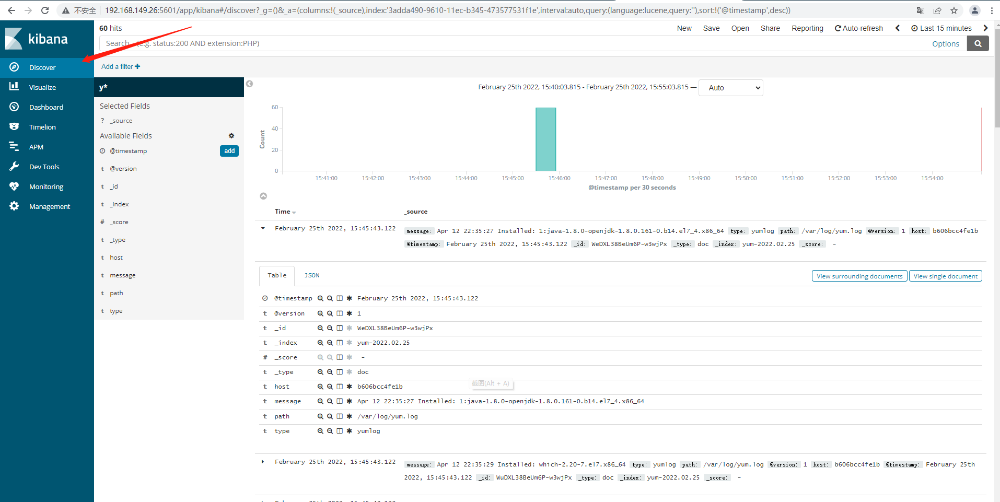 不安全 192.168.149.26:5601/app/kibana#/discover?_g=()&_a=(columns:!(_source),index:'3adda490-9610-11ec-b345-473577531f1e',interval:auto,query:(language:lucene,query:''),sort:!('@timestamp',desc))
kibana
Discover
Visualize
Dashboard
Timelion
APM
Dev Tools
Monitoring
Management
60 hits
New Save Open Share Reporting Auto-refresh Last 15 minutes
Search... (e.g. status:200 AND extension:PHP)
Options
Add a filter +
y*
Selected Fields
? _source
Available Fields
@timestamp add
t @version
t _id
t _index
# _score
t _type
t host
t message
t path
t type
February 25th 2022, 15:40:03.815 - February 25th 2022, 15:55:03.815 — Auto
Count
60
40
20
0
15:41:00 15:42:00 15:43:00 15:44:00 15:45:00 15:46:00 15:47:00 15:48:00 15:49:00 15:50:00 15:51:00 15:52:00 15:53:00 15:54:00
@timestamp per 30 seconds
Time _source
February 25th 2022, 15:45:43.122 message: Apr 12 22:35:27 Installed: 1:java-1.8.0-openjdk-1.8.0.161-0.b14.el7_4.x86_64 type: yumlog path: /var/log/yum.log @version: 1 host: b606bcc4fe1b
@timestamp: February 25th 2022, 15:45:43.122 _id: WeDXL38BeUm6P-w3wjPx _type: doc _index: yum-2022.02.25 _score: -
Table JSON
View surrounding documents View single document
@timestamp February 25th 2022, 15:45:43.122
t @version 1
t _id WeDXL38BeUm6P-w3wjPx
t _index yum-2022.02.25
# _score -
t _type doc
t host b606bcc4fe1b
截图(Alt + A)
t message Apr 12 22:35:27 Installed: 1:java-1.8.0-openjdk-1.8.0.161-0.b14.el7_4.x86_64
t path /var/log/yum.log
t type yumlog
February 25th 2022, 15:45:43.122 message: Apr 12 22:35:29 Installed: which-2.20-7.el7.x86_64 type: yumlog path: /var/log/yum.log @version: 1 host: b606bcc4fe1b @timestamp: February 25th
2022, 15:45:43.122 _id: WuDXL38BeUm6P-w3wjPx _type: doc _index: yum-2022.02.25 _score: -